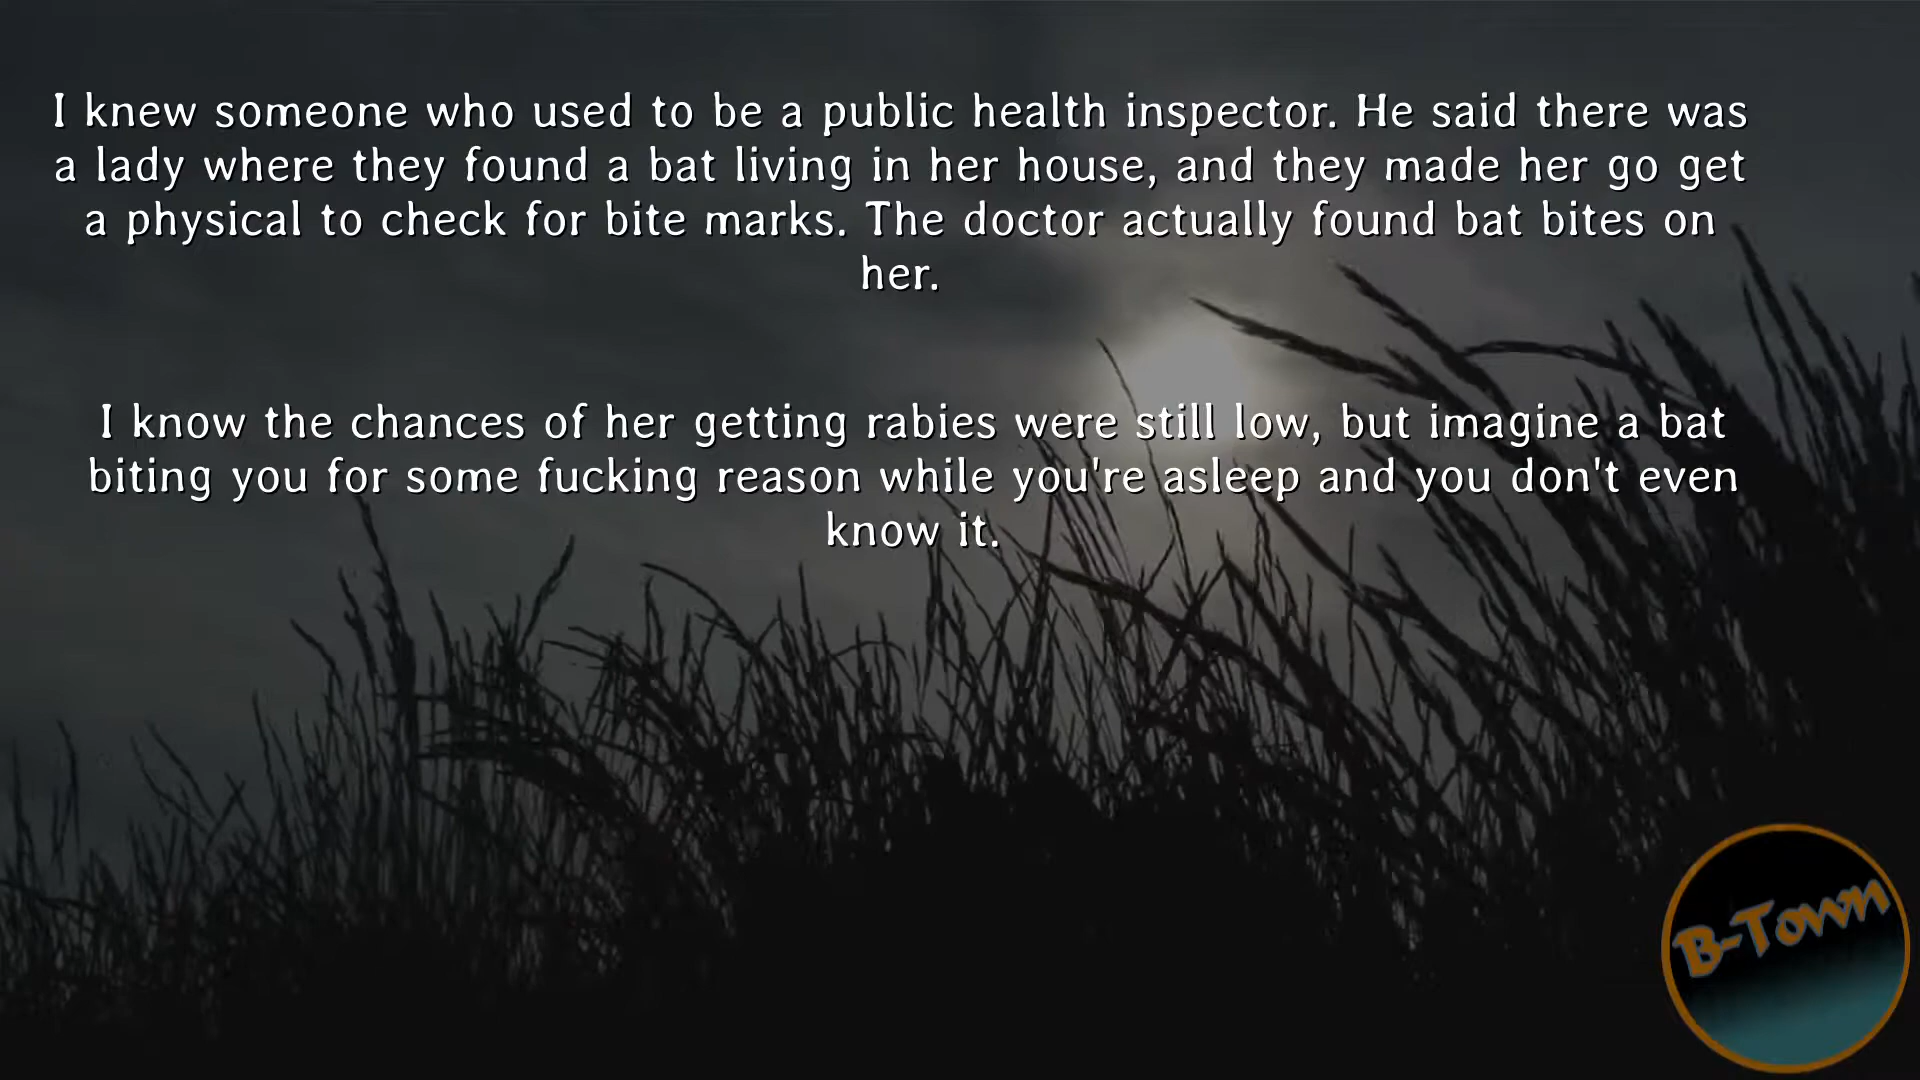 I knew someone who used to be a public health inspector. He said there was
a lady where they found a bat living in her house, and they made her go get
a physical to check for bite marks. The doctor actually found bat bites on
her.
I know the chances of her getting rabies were still low, but imagine a bat
biting you for some fucking reason while you're asleep and you don't even
know it.
B-Town